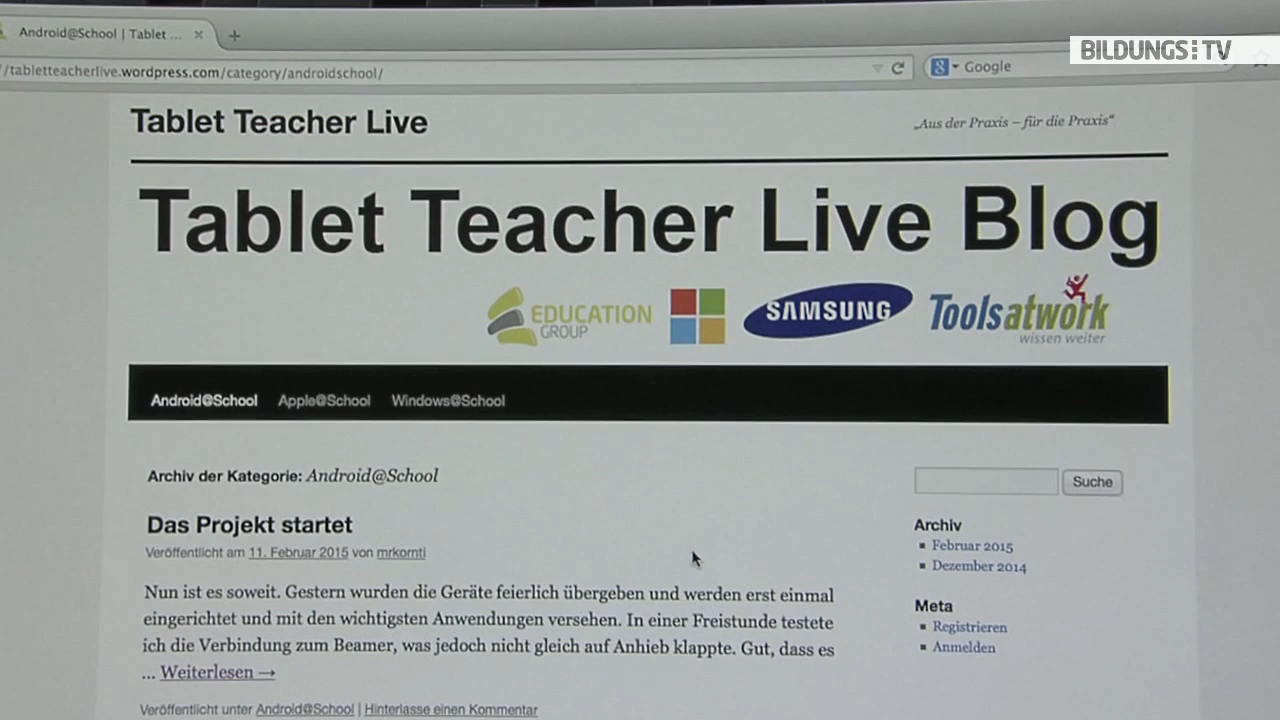 Android@School | Tablet ...
BILDUNGS TV
//tabletteacherlive.wordpress.com/category/androidschool/
Google
Tablet Teacher Live
„Aus der Praxis – für die Praxis“
Tablet Teacher Live Blog
EDUCATION
GROUP
SAMSUNG
Toolsatwork
wissen weiter
Android@School Apple@School Windows@School
Archiv der Kategorie: Android@School
Suche
Das Projekt startet
Veröffentlicht am 11. Februar 2015 von mrkornti
Nun ist es soweit. Gestern wurden die Geräte feierlich übergeben und werden erst einmal
eingerichtet und mit den wichtigsten Anwendungen versehen. In einer Freistunde testete
ich die Verbindung zum Beamer, was jedoch nicht gleich auf Anhieb klappte. Gut, dass es
... Weiterlesen →
Veröffentlicht unter Android@School | Hinterlasse einen Kommentar
Archiv
Februar 2015
Dezember 2014
Meta
Registrieren
Anmelden